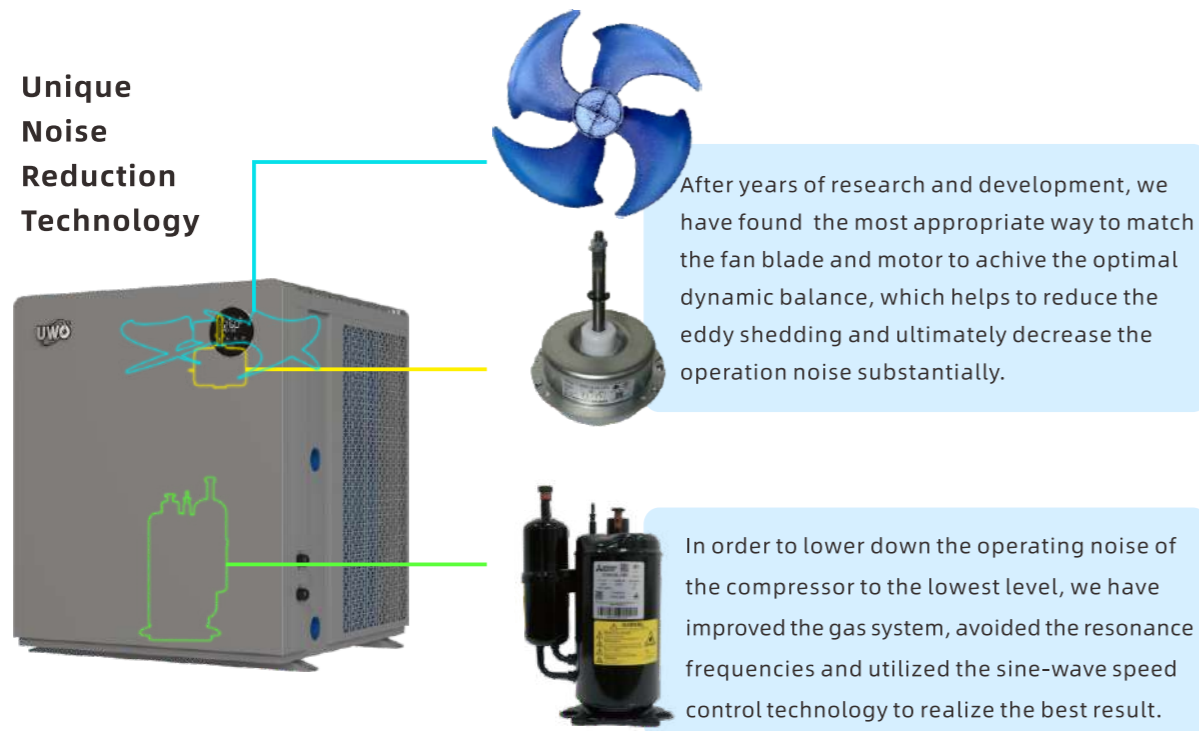 Unique
Noise
Reduction
Technology
UWO
After years of research and development, we
have found the most appropriate way to match
the fan blade and motor to achive the optimal
dynamic balance, which helps to reduce the
eddy shedding and ultimately decrease the
operation noise substantially.
In order to lower down the operating noise of
the compressor to the lowest level, we have
improved the gas system, avoided the resonance
frequencies and utilized the sine-wave speed
control technology to realize the best result.